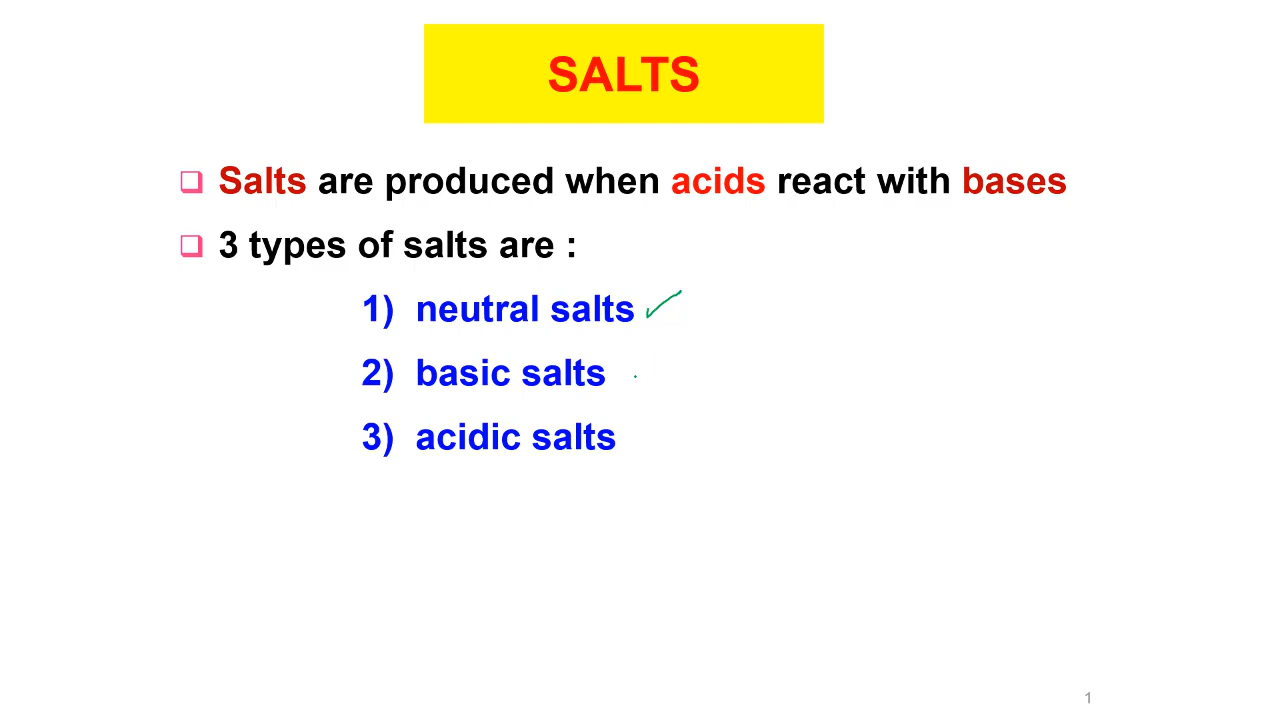 SALTS
Salts are produced when acids react with bases
3 types of salts are :
1) neutral salts
2) basic salts
3) acidic salts
1